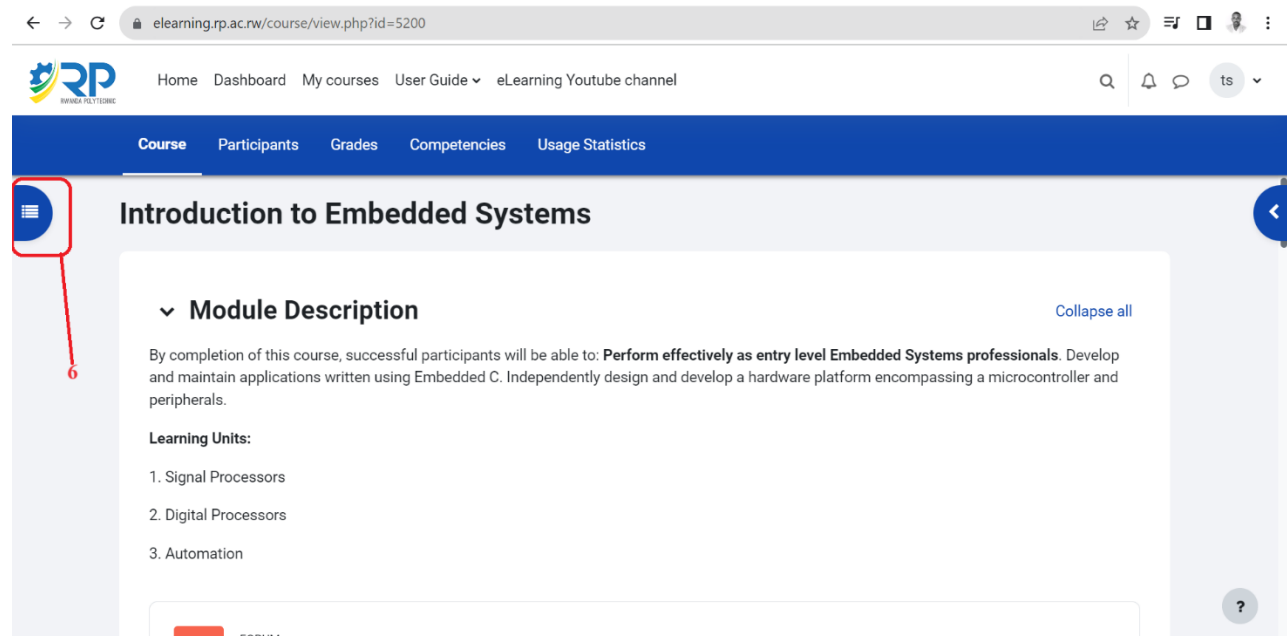 elearning.rp.ac.rw/course/view.php?id=5200
RP
RWANDA POLYTECHNIC
Home Dashboard My courses User Guide eLearning Youtube channel
ts
Course Participants Grades Competencies Usage Statistics
Introduction to Embedded Systems
Module Description
Collapse all
By completion of this course, successful participants will be able to: Perform effectively as entry level Embedded Systems professionals. Develop
and maintain applications written using Embedded C. Independently design and develop a hardware platform encompassing a microcontroller and
peripherals.
6
Learning Units:
1. Signal Processors
2. Digital Processors
3. Automation
?
FORUM